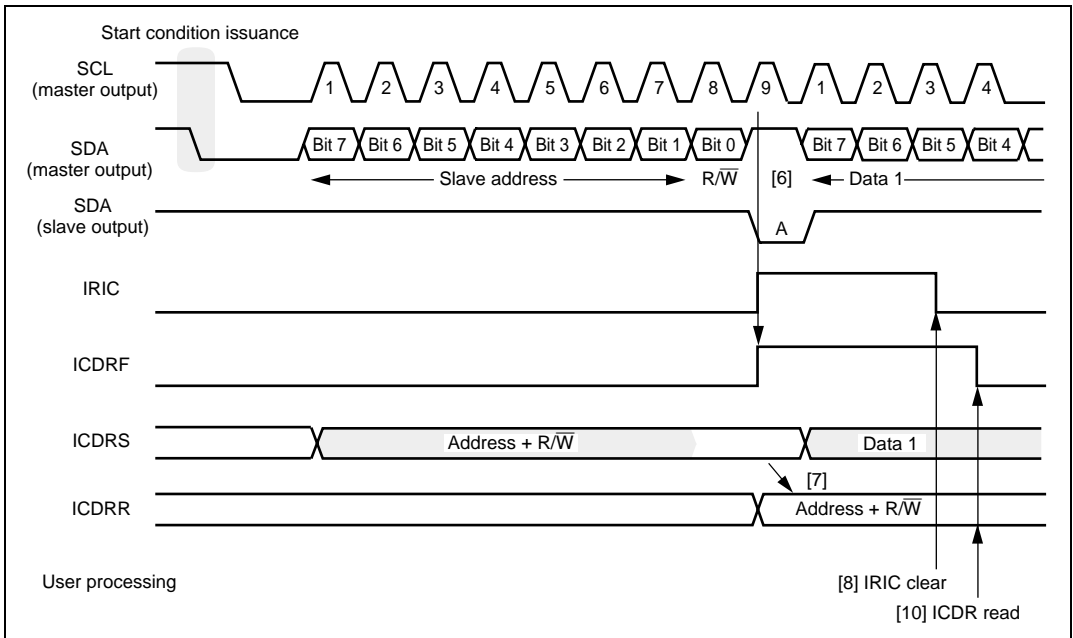 Start condition issuance
SCL
(master output)
1 2 3 4 5 6 7 8 9 1 2 3 4
SDA
(master output)
Bit 7 Bit 6 Bit 5 Bit 4 Bit 3 Bit 2 Bit 1 Bit 0 Bit 7 Bit 6 Bit 5 Bit 4
Slave address R/W̅ [6] Data 1
SDA
(slave output)
A
IRIC
ICDRF
ICDRS Address + R/W̅ Data 1
[7]
ICDRR Address + R/W̅
User processing [8] IRIC clear
[10] ICDR read